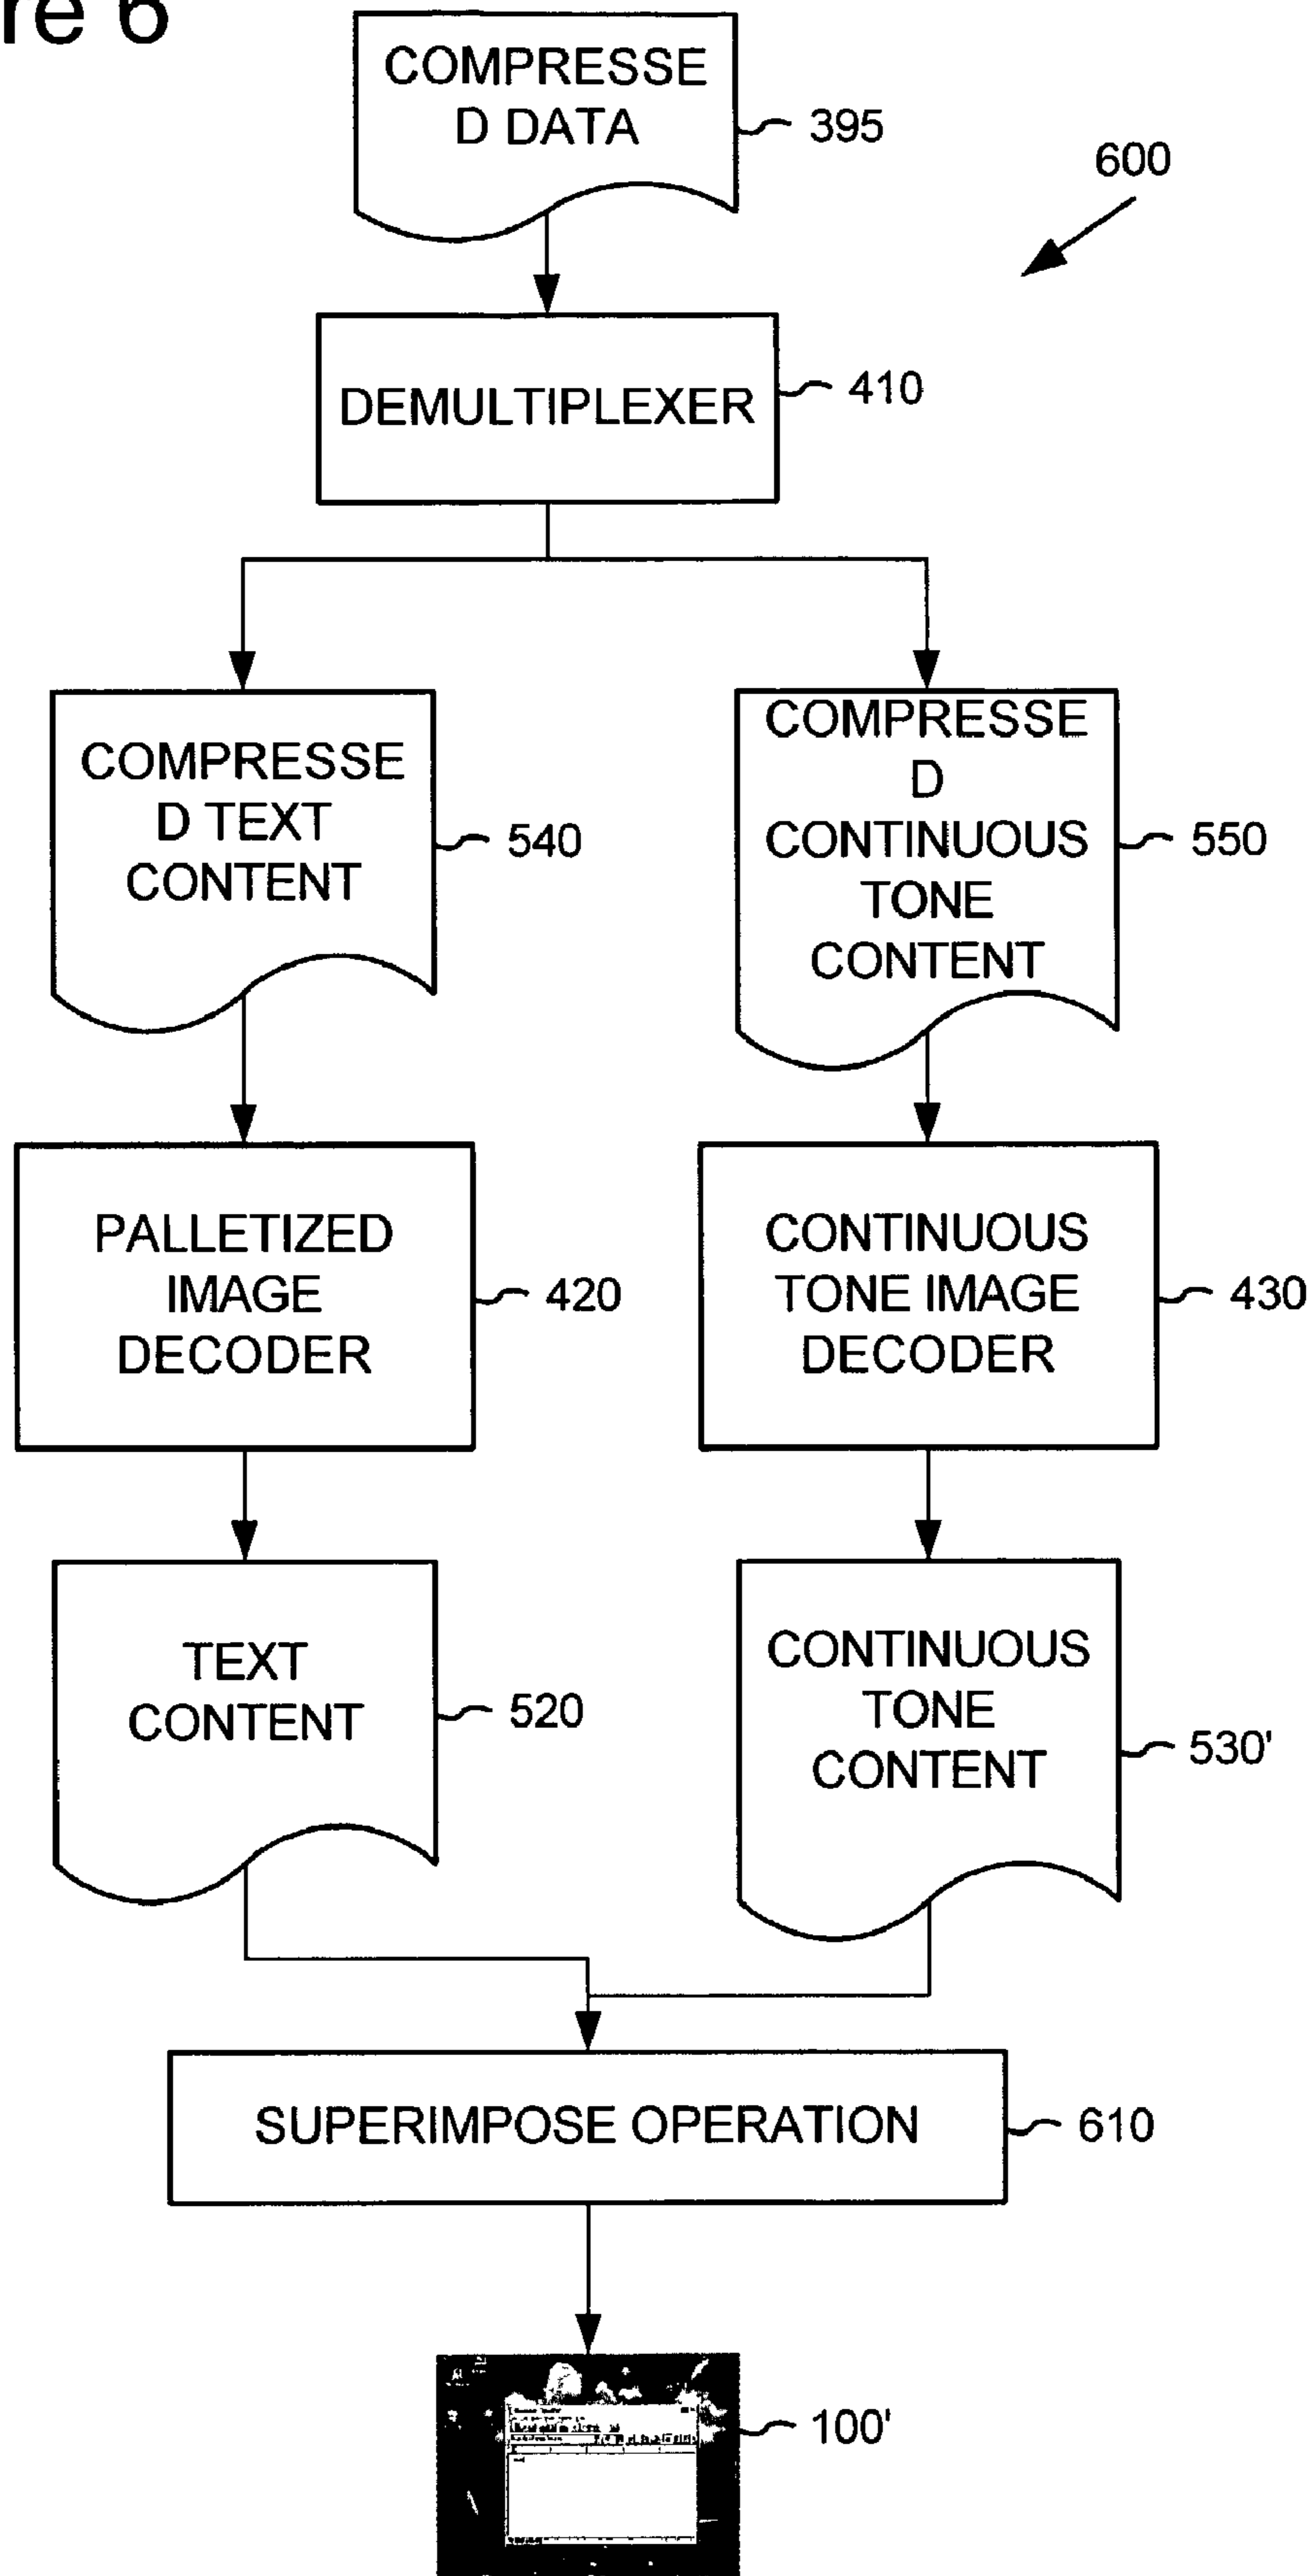 re 6
COMPRESSE
D DATA
395
600
DEMULTIPLEXER
410
COMPRESSE
D TEXT
CONTENT
540
COMPRESSE
D
CONTINUOUS
TONE
CONTENT
550
PALLETIZED
IMAGE
DECODER
420
CONTINUOUS
TONE IMAGE
DECODER
430
TEXT
CONTENT
520
CONTINUOUS
TONE
CONTENT
530'
SUPERIMPOSE OPERATION
610
100'